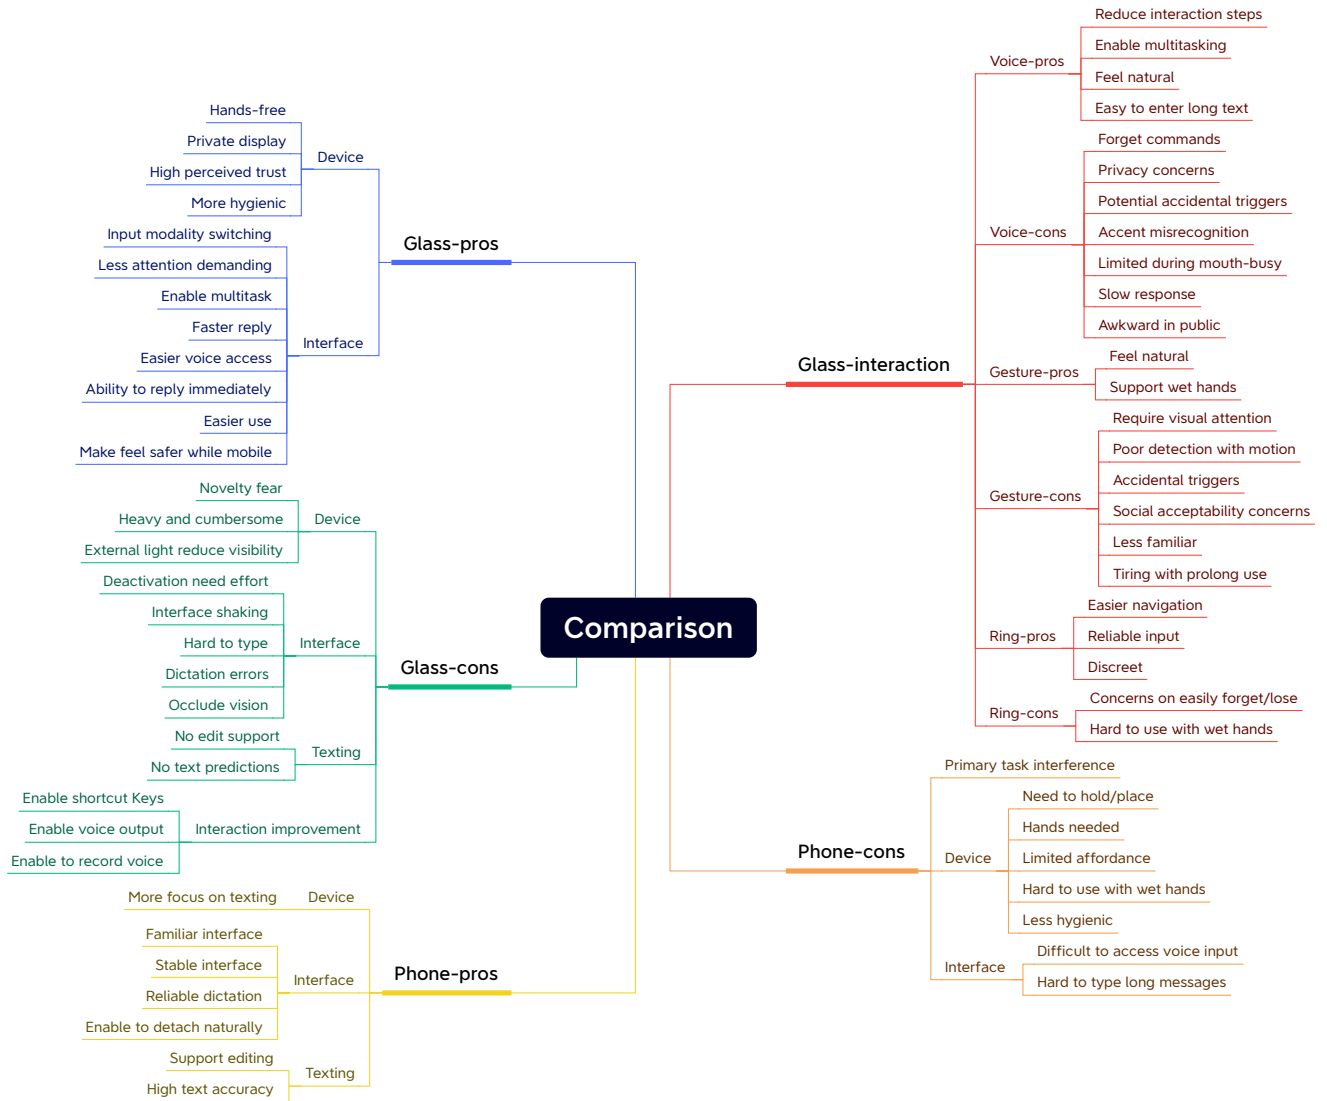 Comparison
Glass-pros
Device
Hands-free
Private display
High perceived trust
More hygienic
Interface
Input modality switching
Less attention demanding
Enable multitask
Faster reply
Easier voice access
Ability to reply immediately
Easier use
Make feel safer while mobile
Glass-cons
Device
Novelty fear
Heavy and cumbersome
External light reduce visibility
Interface
Deactivation need effort
Interface shaking
Hard to type
Dictation errors
Occlude vision
Texting
No edit support
No text predictions
Interaction improvement
Enable shortcut Keys
Enable voice output
Enable to record voice
Phone-pros
Device
More focus on texting
Interface
Familiar interface
Stable interface
Reliable dictation
Enable to detach naturally
Texting
Support editing
High text accuracy
Glass-interaction
Voice-pros
Reduce interaction steps
Enable multitasking
Feel natural
Easy to enter long text
Voice-cons
Forget commands
Privacy concerns
Potential accidental triggers
Accent misrecognition
Limited during mouth-busy
Slow response
Awkward in public
Gesture-pros
Feel natural
Support wet hands
Gesture-cons
Require visual attention
Poor detection with motion
Accidental triggers
Social acceptability concerns
Less familiar
Tiring with prolong use
Ring-pros
Easier navigation
Reliable input
Discreet
Ring-cons
Concerns on easily forget/lose
Hard to use with wet hands
Phone-cons
Primary task interference
Device
Need to hold/place
Hands needed
Limited affordance
Hard to use with wet hands
Less hygienic
Interface
Difficult to access voice input
Hard to type long messages